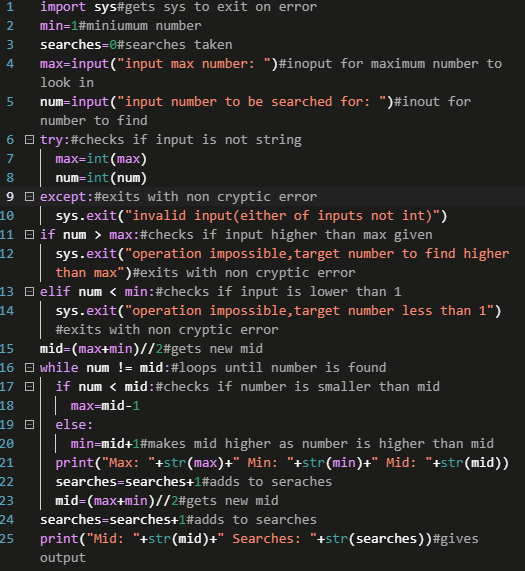 1 import sys#gets sys to exit on error
2 min=1#miniumum number
3 searches=0#searches taken
4 max=input("input max number: ")#inoput for maximum number to
look in
5 num=input("input number to be searched for: ")#inout for
number to find
6 try:#checks if input is not string
7 max=int(max)
8 num=int(num)
9 except:#exits with non cryptic error
10 sys.exit("invalid input(either of inputs not int)")
11 if num > max:#checks if input higher than max given
12 sys.exit("operation impossible,target number to find higher
than max")#exits with non cryptic error
13 elif num < min:#checks if input is lower than 1
14 sys.exit("operation impossible,target number less than 1")
#exits with non cryptic error
15 mid=(max+min)//2#gets new mid
16 while num != mid:#loops until number is found
17 if num < mid:#checks if number is smaller than mid
18 max=mid-1
19 else:
20 min=mid+1#makes mid higher as number is higher than mid
21 print("Max: "+str(max)+" Min: "+str(min)+" Mid: "+str(mid))
22 searches=searches+1#adds to seraches
23 mid=(max+min)//2#gets new mid
24 searches=searches+1#adds to searches
25 print("Mid: "+str(mid)+" Searches: "+str(searches))#gives
output